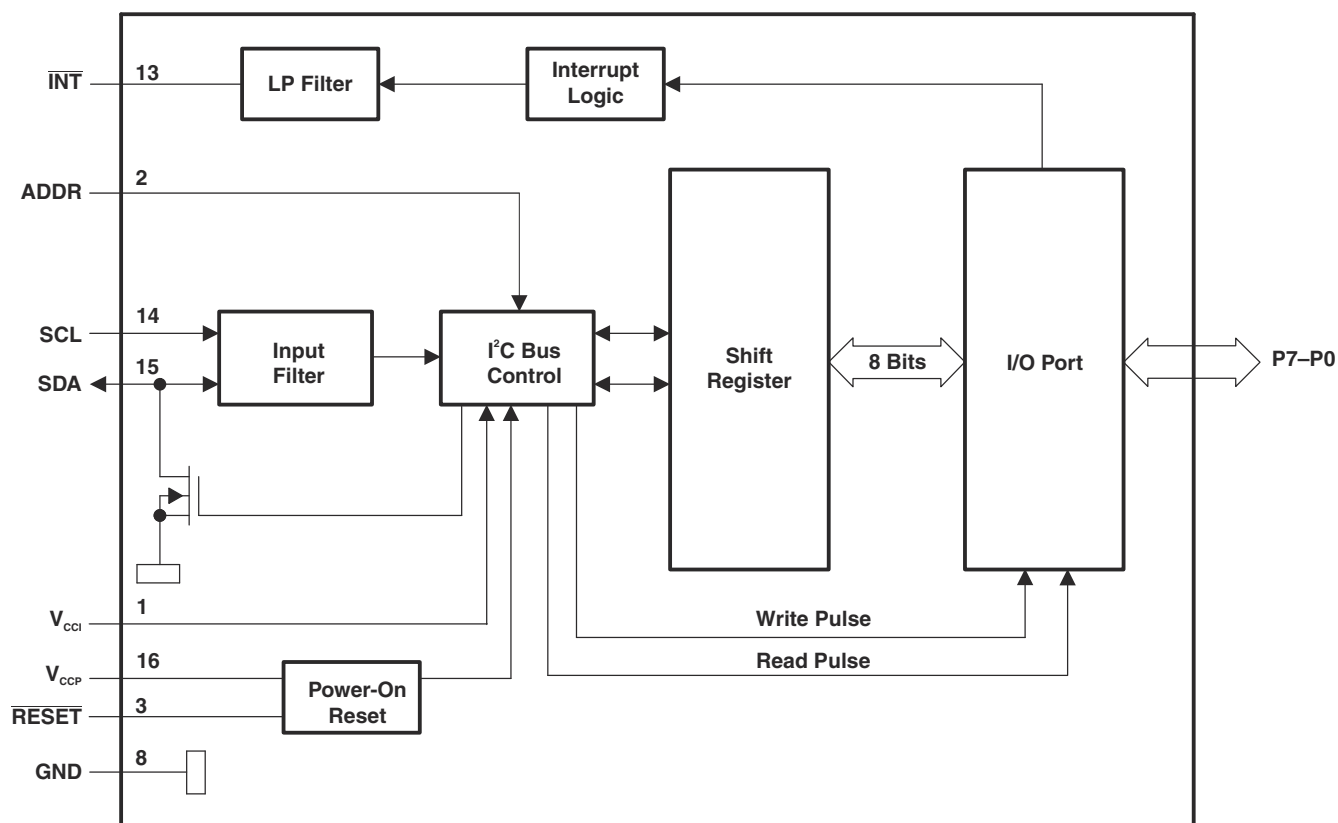 INT
13
LP Filter
Interrupt
Logic
ADDR
2
SCL
14
SDA
15
Input
Filter
I²C Bus
Control
Shift
Register
8 Bits
I/O Port
P7–P0
VCCI
1
Write Pulse
VCCP
16
Read Pulse
RESET
3
Power-On
Reset
GND
8